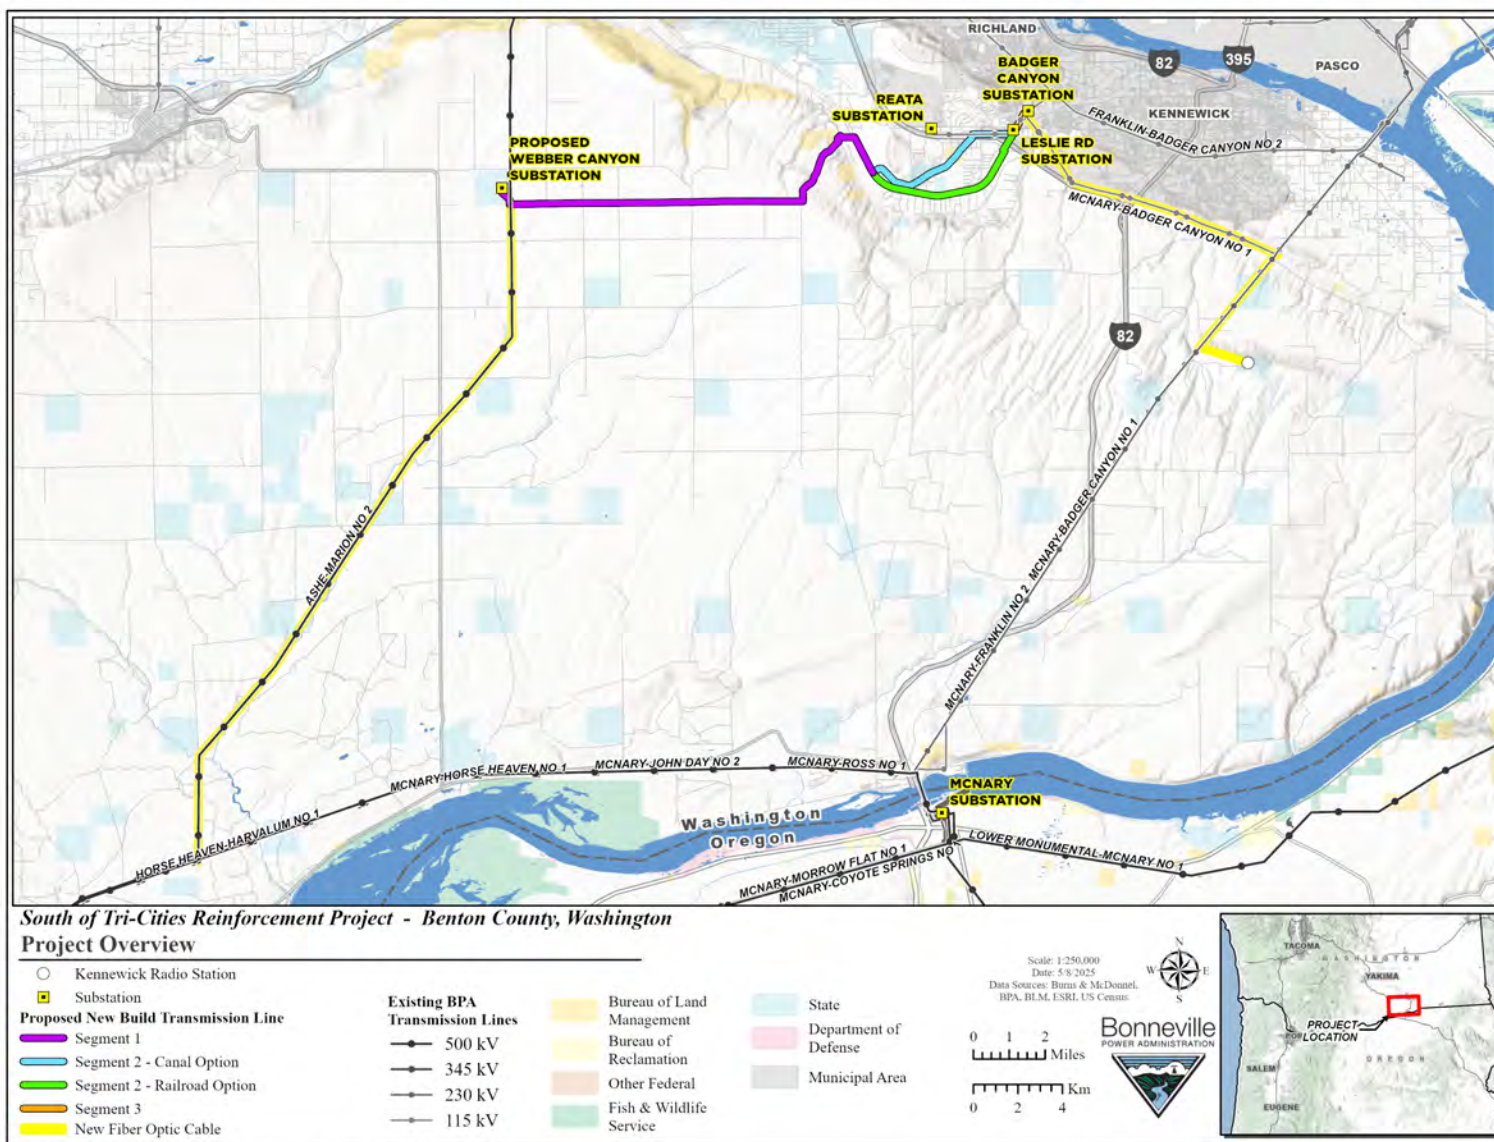 RICHLAND
82
395
PASCO
BADGER
CANYON
SUBSTATION
REATA
SUBSTATION
KENNEWICK
FRANKLIN-BADGER CANYON NO 2
LESLIE RD
SUBSTATION
PROPOSED
WEBBER CANYON
SUBSTATION
MCNARY-BADGER CANYON NO 1
82
ASHE-MARION NO 2
MCNARY-BADGER CANYON NO 1
MCNARY-FRANKLIN NO 2
MCNARY-HORSE HEAVEN NO 1
MCNARY-JOHN DAY NO 2
MCNARY-ROSS NO 1
MCNARY
SUBSTATION
Washington
Oregon
HORSE HEAVEN-HARVALUM NO 1
LOWER MONUMENTAL-MCNARY NO 1
MCNARY-MORROW FLAT NO 1
MCNARY-COYOTE SPRINGS NO
South of Tri-Cities Reinforcement Project - Benton County, Washington
Project Overview
Kennewick Radio Station
Substation
Proposed New Build Transmission Line
Segment 1
Segment 2 - Canal Option
Segment 2 - Railroad Option
Segment 3
New Fiber Optic Cable
Existing BPA
Transmission Lines
500 kV
345 kV
230 kV
115 kV
Bureau of Land
Management
Bureau of
Reclamation
Other Federal
Fish & Wildlife
Service
State
Department of
Defense
Municipal Area
Scale: 1:250,000
Date: 5/8/2025
Data Sources: Burns & McDonnel,
BPA, BLM, ESRI, US Census
N
W E
S
0 1 2
Miles
Km
0 2 4
Bonneville
POWER ADMINISTRATION
TACOMA
WASHINGTON
YAKIMA
PROJECT
LOCATION
POR
OREGON
SALEM
EUGENE